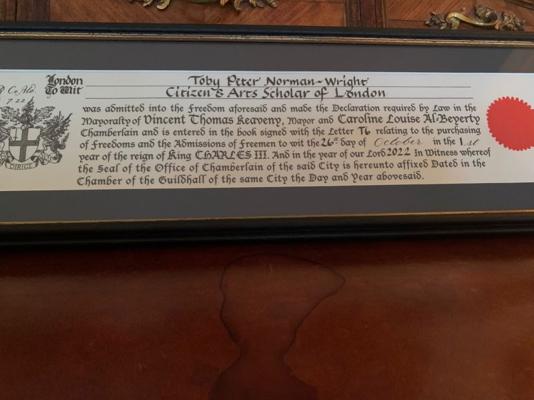 London
To Wit
Toby Peter Norman-Wright
Citizen & Arts Scholar of London
was admitted into the Freedom aforesaid and made the Declaration required by Law in the
Mayoralty of Vincent Thomas Keaveny, Mayor and Caroline Louise Al-Beyerty
Chamberlain and is entered in the book signed with the Letter T6 relating to the purchasing
of Freedoms and the Admissions of Freemen to wit the 26th day of October in the 1st
year of the reign of King CHARLES III. And in the year of our Lord 2022 In Witness whereof
the Seal of the Office of Chamberlain of the said City is hereunto affixed Dated in the
Chamber of the Guildhall of the same City the Day and Year abovesaid.